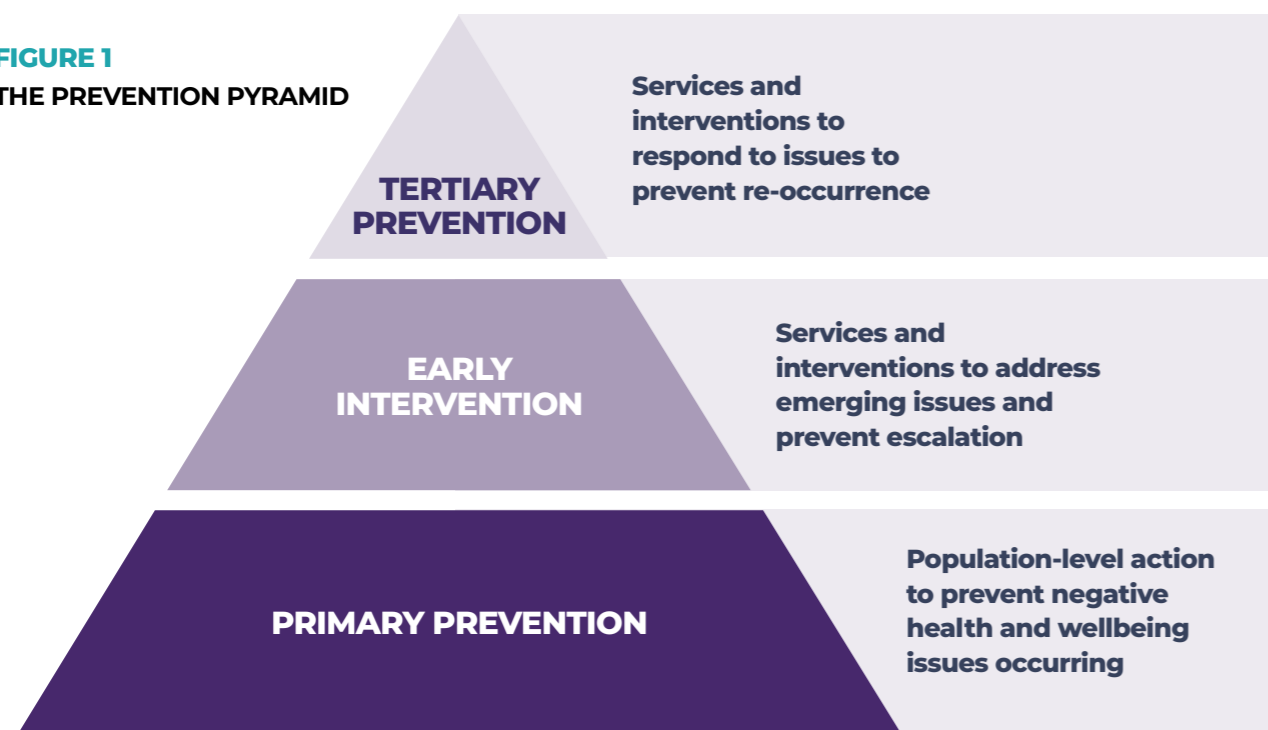 FIGURE 1
THE PREVENTION PYRAMID
TERTIARY
PREVENTION
Services and
interventions to
respond to issues to
prevent re-occurrence
EARLY
INTERVENTION
Services and
interventions to address
emerging issues and
prevent escalation
PRIMARY PREVENTION
Population-level action
to prevent negative
health and wellbeing
issues occurring